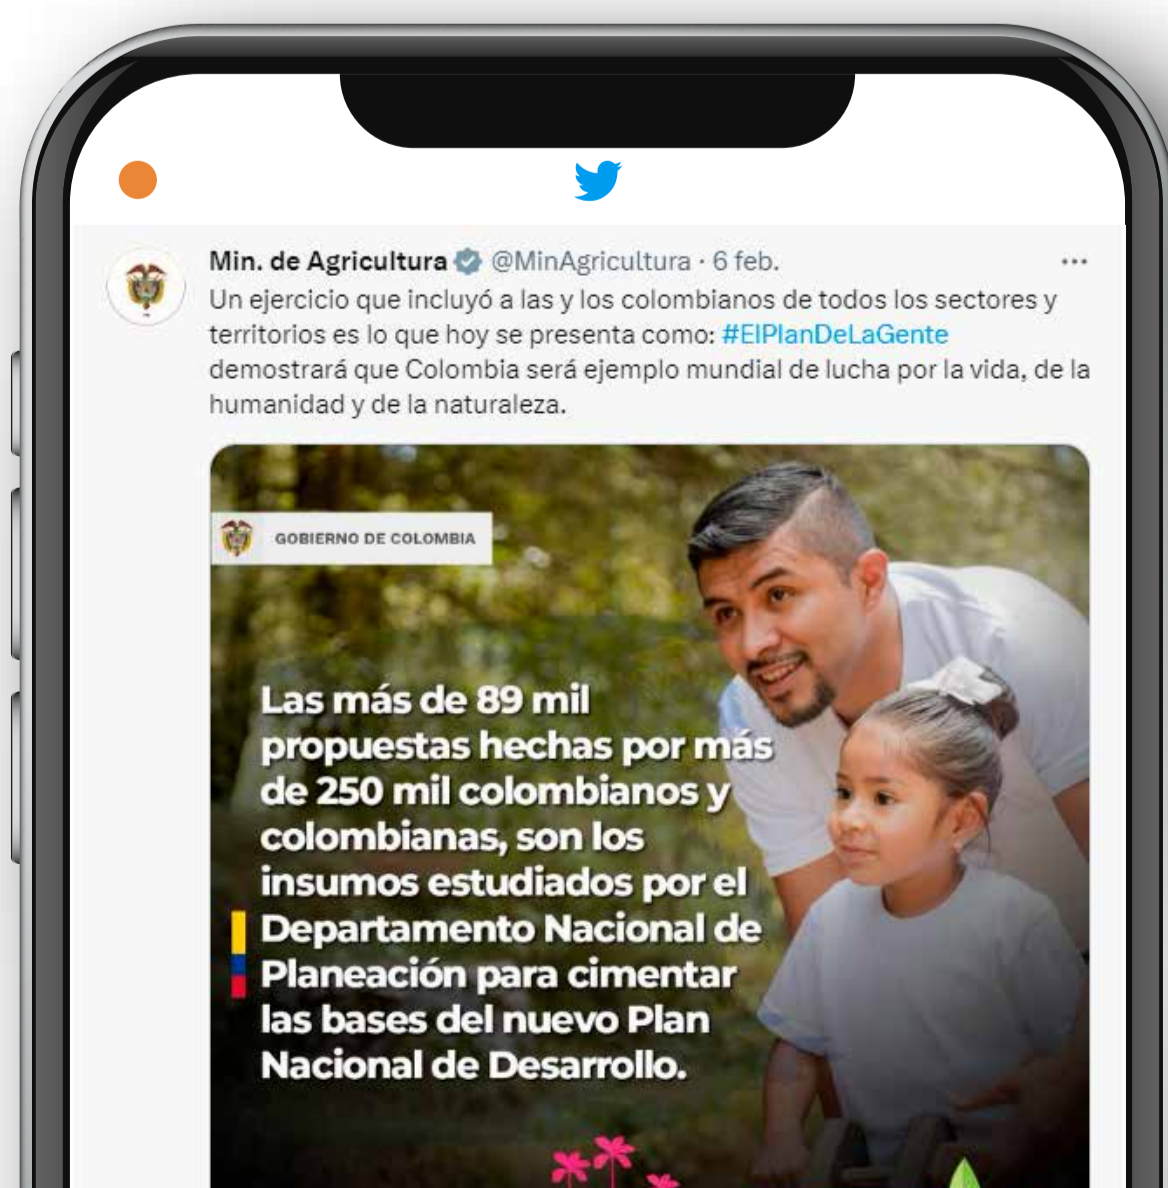 Min. de Agricultura @MinAgricultura · 6 feb.
Un ejercicio que incluyó a las y los colombianos de todos los sectores y
territorios es lo que hoy se presenta como: #ElPlanDeLaGente
demostrará que Colombia será ejemplo mundial de lucha por la vida, de la
humanidad y de la naturaleza.
GOBIERNO DE COLOMBIA
Las más de 89 mil
propuestas hechas por más
de 250 mil colombianos y
colombianas, son los
insumos estudiados por el
Departamento Nacional de
Planeación para cimentar
las bases del nuevo Plan
Nacional de Desarrollo.